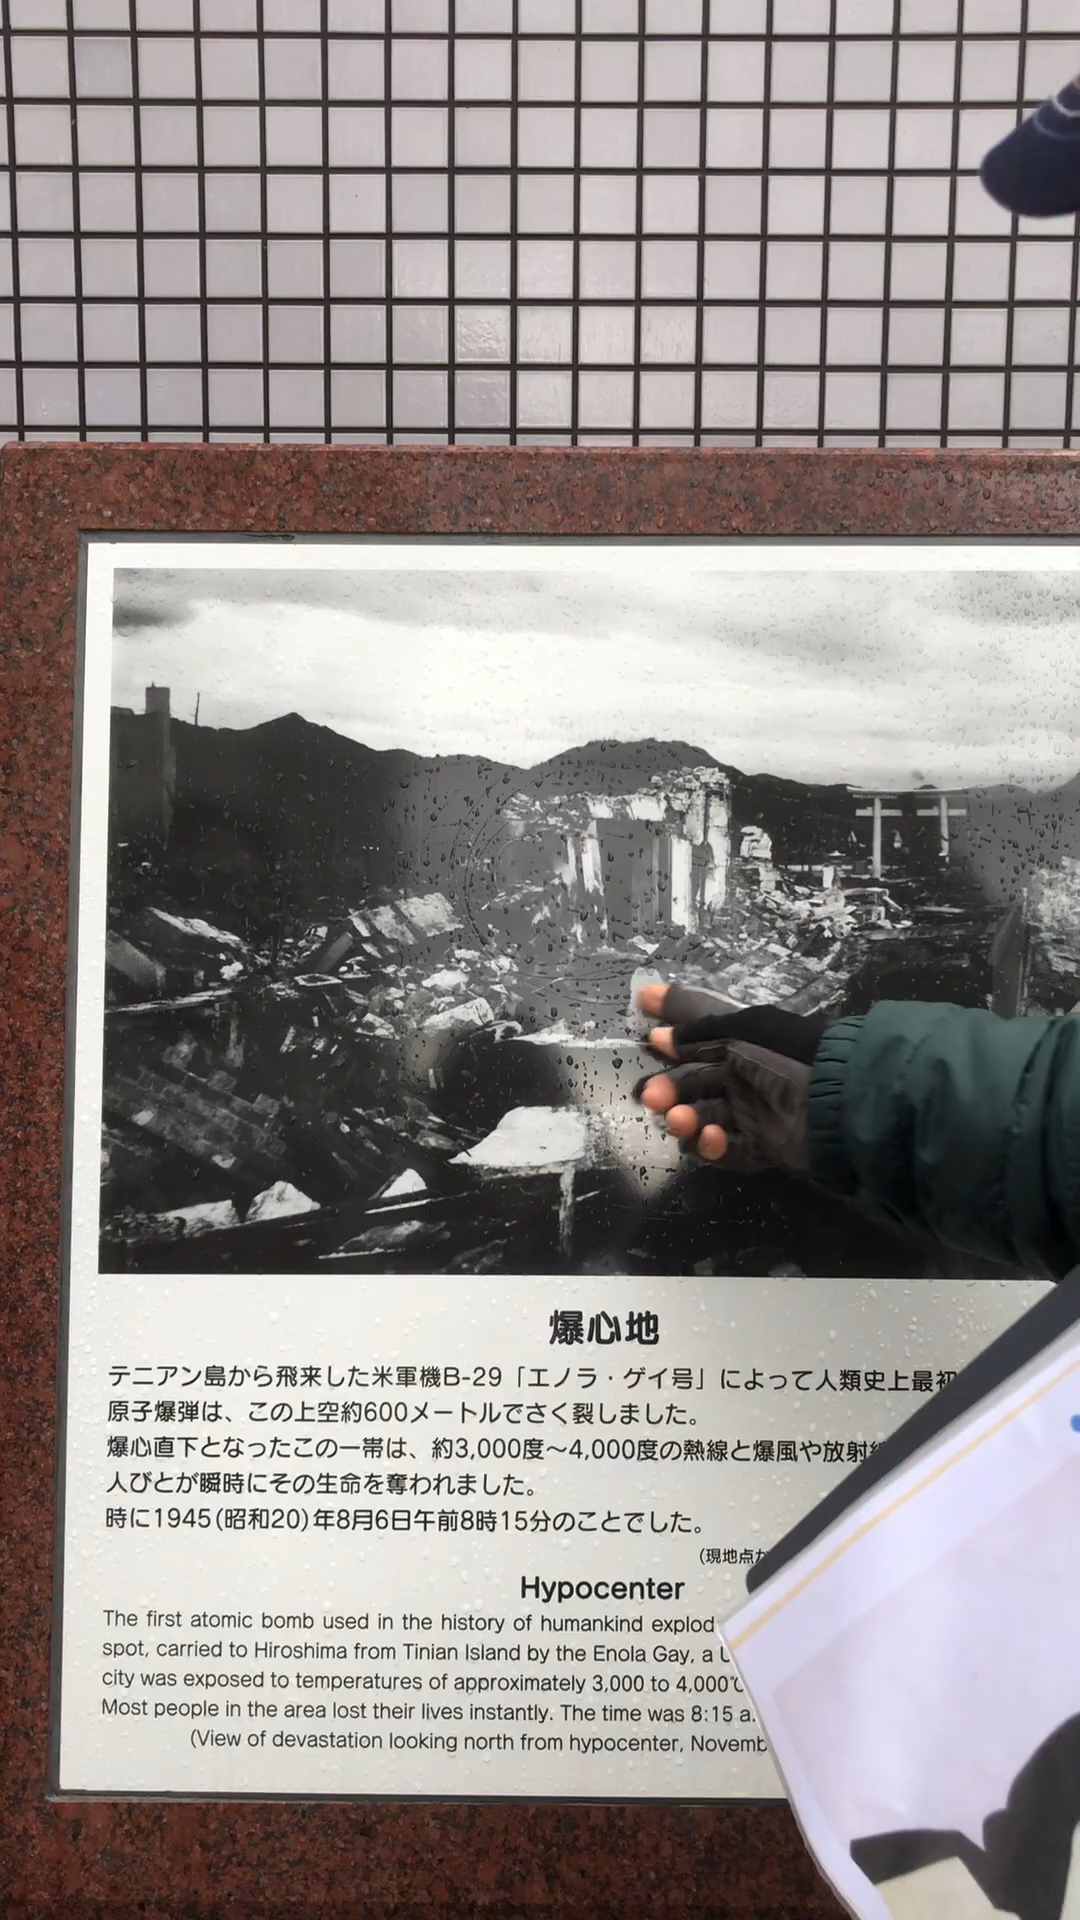 爆心地
テニアン島から飛来した米軍機B-29「エノラ・ゲイ号」によって人類史上最初
原子爆弾は、この上空約600メートルでさく裂しました。
爆心直下となったこの一帯は、約3,000度〜4,000度の熱線と爆風や放射
人びとが瞬時にその生命を奪われました。
時に1945(昭和20)年8月6日午前8時15分のことでした。
(現地点
Hypocenter
The first atomic bomb used in the history of humankind explod
spot, carried to Hiroshima from Tinian Island by the Enola Gay, a
city was exposed to temperatures of approximately 3,000 to 4,000℃
Most people in the area lost their lives instantly. The time was 8:15 a.
(View of devastation looking north from hypocenter, Novemb